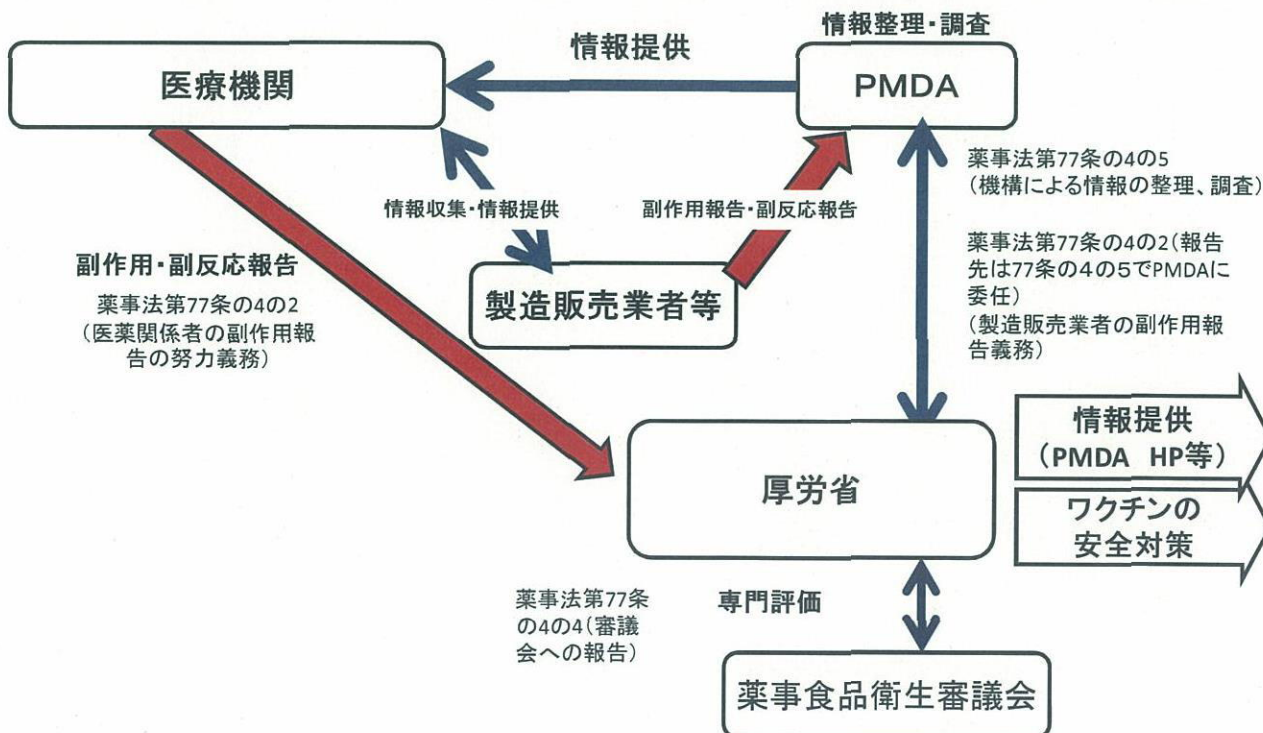 情報整理・調査
情報提供
医療機関
PMDA
薬事法第77条の4の5
(機構による情報の整理、調査)
情報収集・情報提供
副作用報告・副反応報告
薬事法第77条の4の2(報告
先は77条の4の5でPMDAに
委任)
(製造販売業者の副作用報
告義務)
副作用・副反応報告
薬事法第77条の4の2
(医薬関係者の副作用報
告の努力義務)
製造販売業者等
情報提供
(PMDA HP等)
厚労省
ワクチンの
安全対策
薬事法第77条
の4の4(審議
会への報告)
専門評価
薬事食品衛生審議会